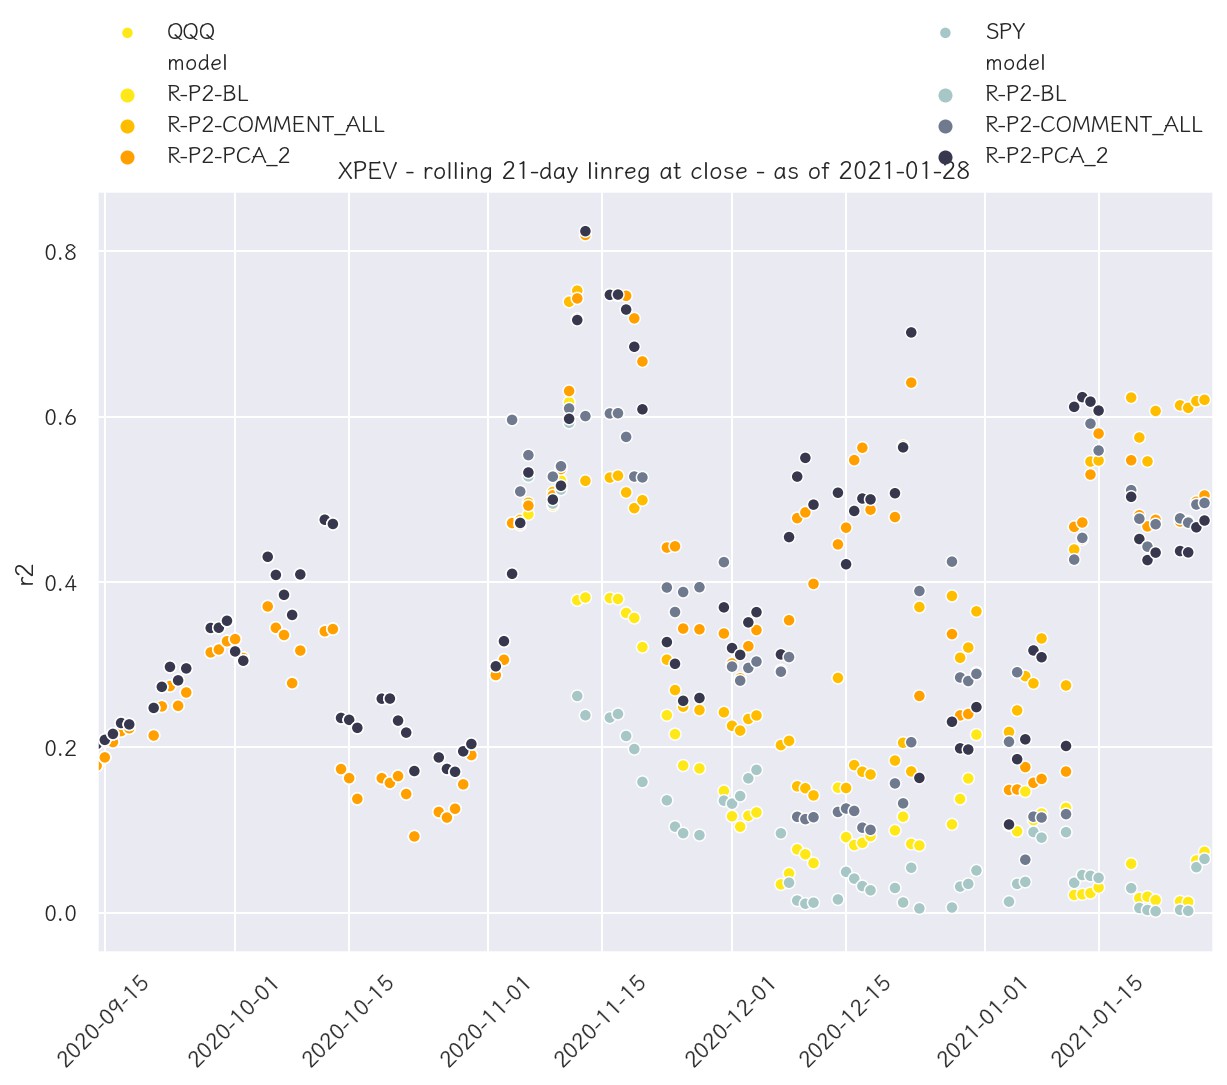 QQQ
model
R-P2-BL
R-P2-COMMENT_ALL
R-P2-PCA_2
SPY
model
R-P2-BL
R-P2-COMMENT_ALL
R-P2-PCA_2
XPEV - rolling 21-day linreg at close - as of 2021-01-28
r2
0.8
0.6
0.4
0.2
0.0
2020-09-15
2020-10-01
2020-10-15
2020-11-01
2020-11-15
2020-12-01
2020-12-15
2021-01-01
2021-01-15